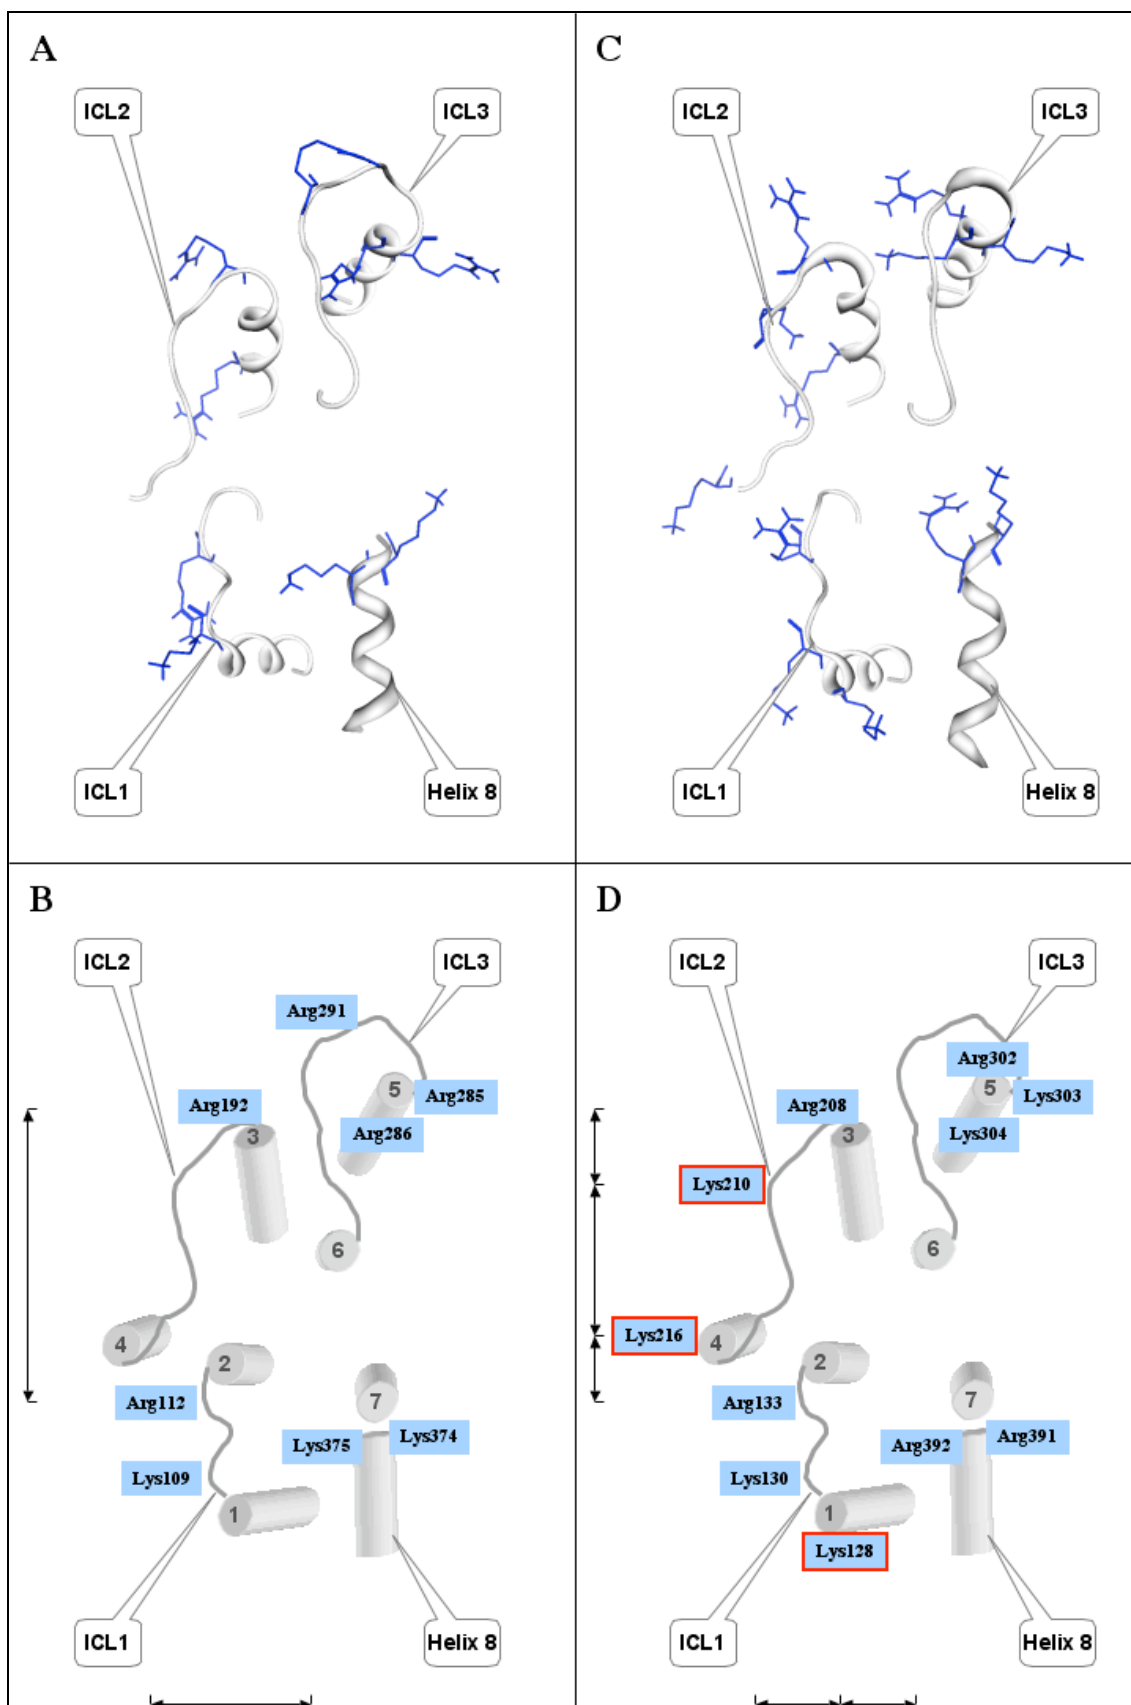 A
ICL2
ICL3
ICL1
Helix 8
C
ICL2
ICL3
ICL1
Helix 8
B
ICL2
ICL3
Arg291
5
Arg285
Arg192
3
Arg286
6
4
2
7
Arg112
Lys375
Lys374
Lys109
1
ICL1
Helix 8
D
ICL2
ICL3
Arg302
5
Lys303
Arg208
3
Lys304
Lys210
6
Lys216
4
2
7
Arg133
Arg392
Arg391
Lys130
1
Lys128
ICL1
Helix 8